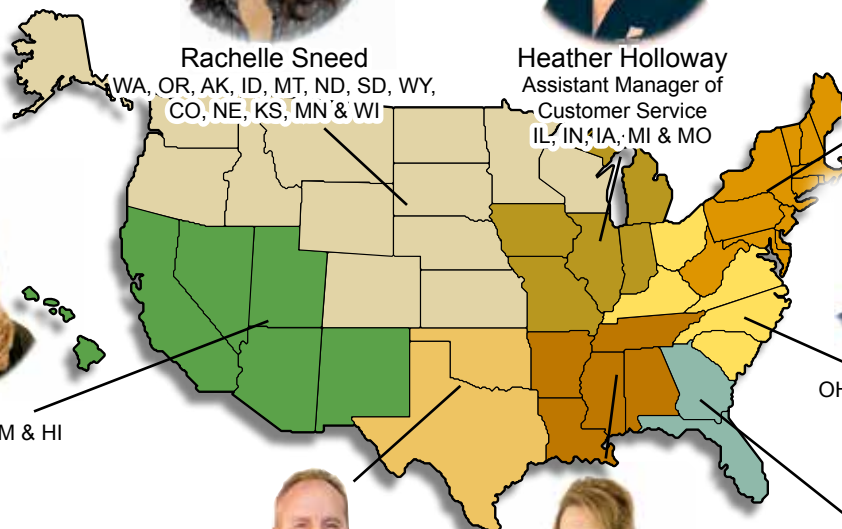 Rachelle Sneed
WA, OR, AK, ID, MT, ND, SD, WY,
CO, NE, KS, MN & WI
Heather Holloway
Assistant Manager of
Customer Service
IL, IN, IA, MI & MO
M & HI
OH